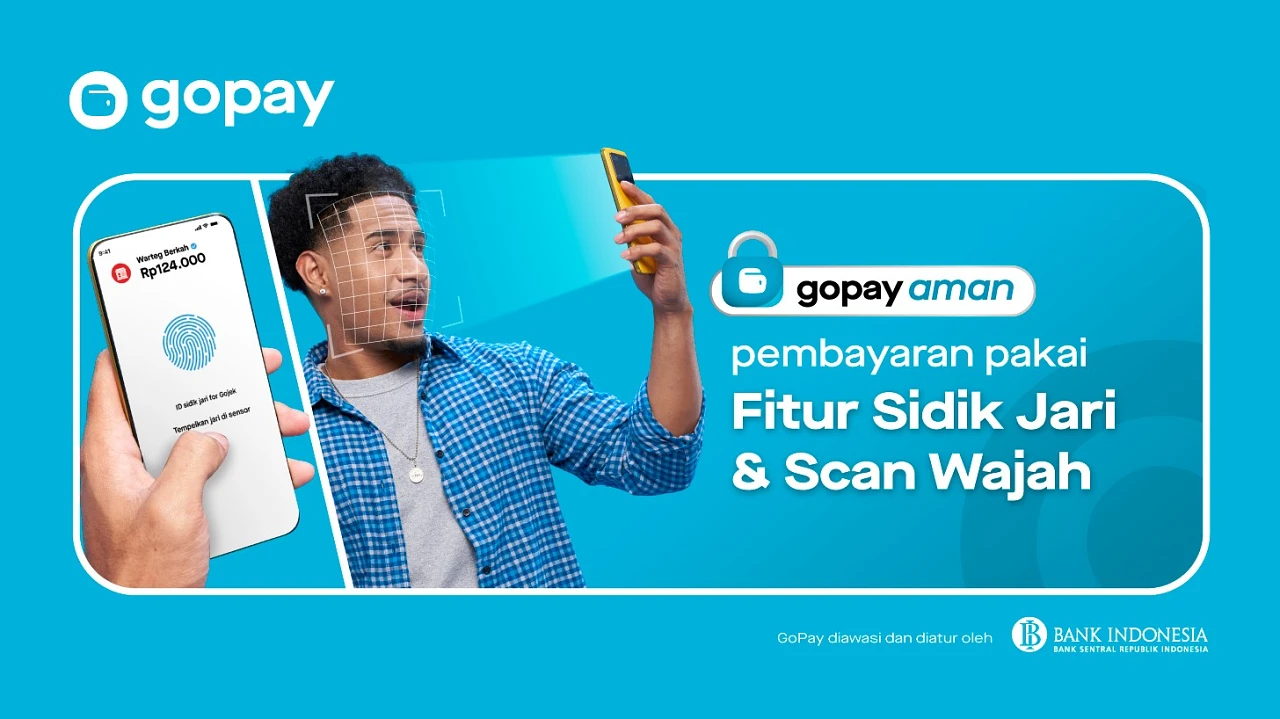 gopay
9:41
Warteg Berkah
Rp124.000
ID sidik jari for Gojek
Tempelkan jari di sensor
gopay aman
pembayaran pakai
Fitur Sidik Jari
& Scan Wajah
GoPay diawasi dan diatur oleh
BANK INDONESIA
BANK SENTRAL REPUBLIK INDONESIA